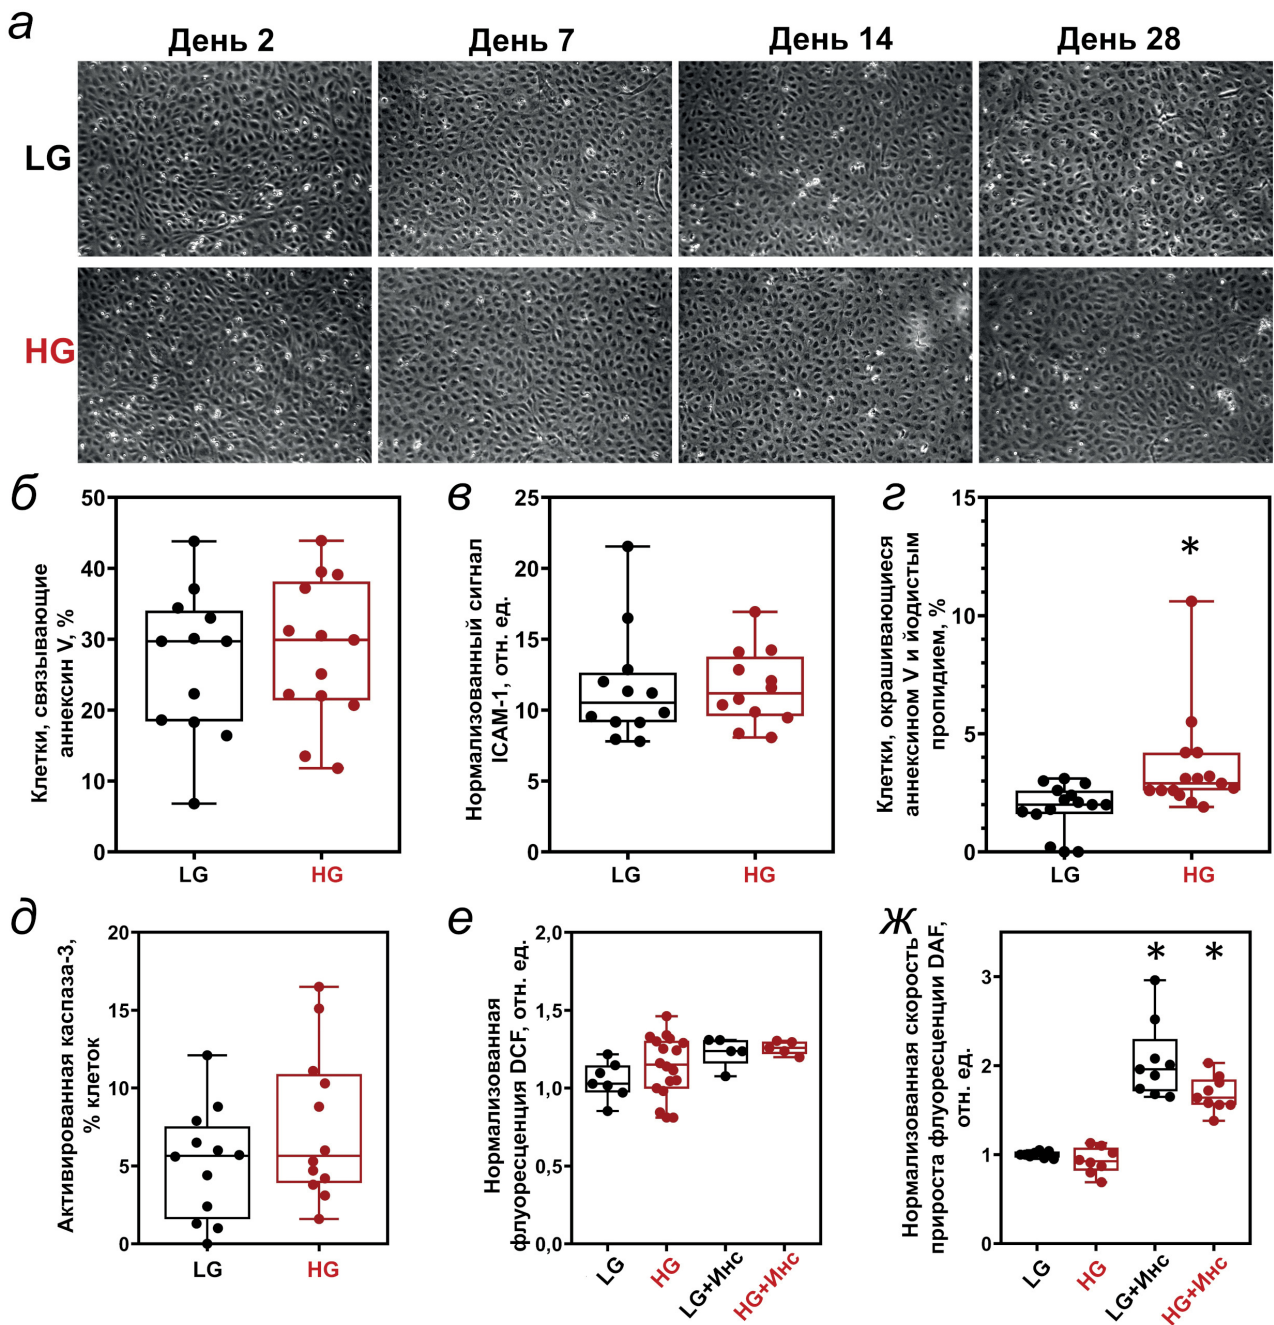 а
День 2 День 7 День 14 День 28
LG
HG
б
Клетки, связывающие
аннексин V, %
50
40
30
20
10
0
LG HG
в
Нормализованный сигнал
ICAM-1, отн. ед.
25
20
15
10
5
0
LG HG
г
Клетки, окрашивающиеся
аннексином V и йодистым
пропидием, %
15
10
5
0
*
LG HG
д
Активированная каспаза-3,
% клеток
20
15
10
5
0
LG HG
е
Нормализованная
флуоресценция DCF, отн. ед.
2,0
1,5
1,0
0,5
0,0
LG HG LG+Инс HG+Инс
ж
Нормализованная скорость
прироста флуоресценции DAF,
отн. ед.
3
2
1
0
* *
LG HG LG+Инс HG+Инс